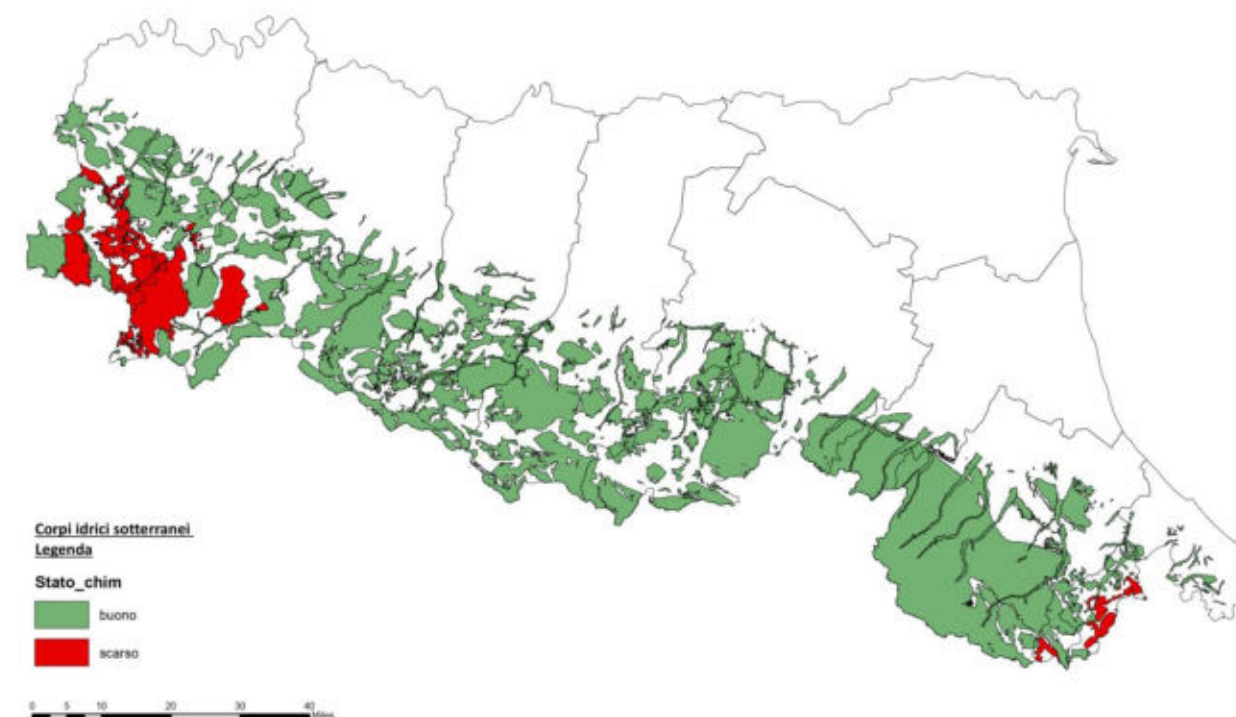 Corpi idrici sotterranei
Legenda
Stato_chim
buono
scarso
0 5 10 20 30 40
Miles